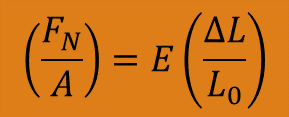 (F_N / A) = E (ΔL / L_0)